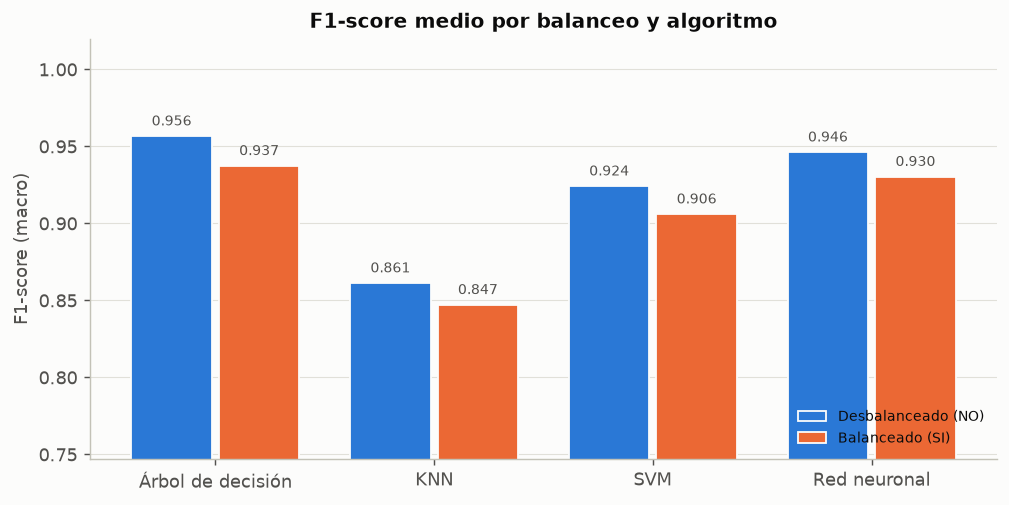 F1-score medio por balanceo y algoritmo
F1-score (macro)
1.00
0.95
0.90
0.85
0.80
0.75
0.956
0.937
0.861
0.847
0.924
0.906
0.946
0.930
Desbalanceado (NO)
Balanceado (SI)
Árbol de decisión
KNN
SVM
Red neuronal